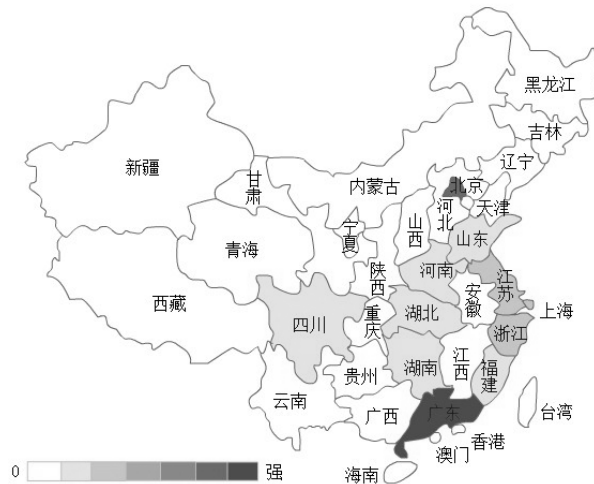 黑龙江
吉林
辽宁
新疆
甘肃
内蒙古
北京
天津
河北
山西
宁夏
山东
青海
陕西
河南
江苏
西藏
安徽
上海
四川
重庆
湖北
浙江
湖南
江西
福建
贵州
云南
广西
广东
台湾
香港
澳门
海南
0
强